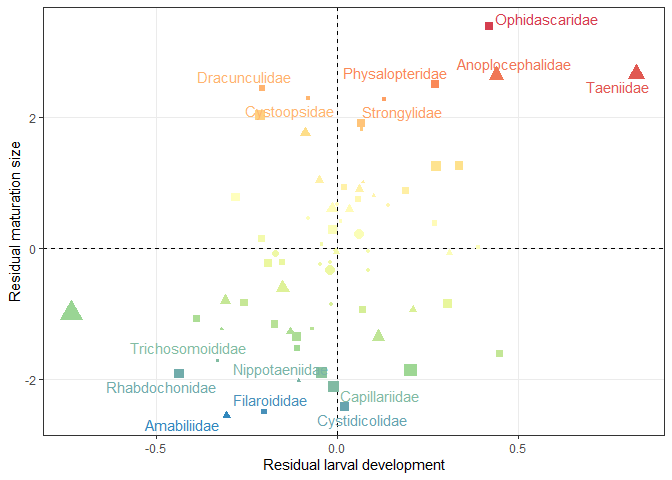 Ophidascaridae
Anoplocephalidae
Physalopteridae
Dracunculidae
Taeniidae
Cystoopsidae
Strongylidae
2
0
-2
Residual maturation size
Trichosomoididae
Nippotaeniidae
Rhabdochonidae
Capillariidae
Filaroididae
Cystidicolidae
Amabiliidae
-0.5
0.0
0.5
Residual larval development